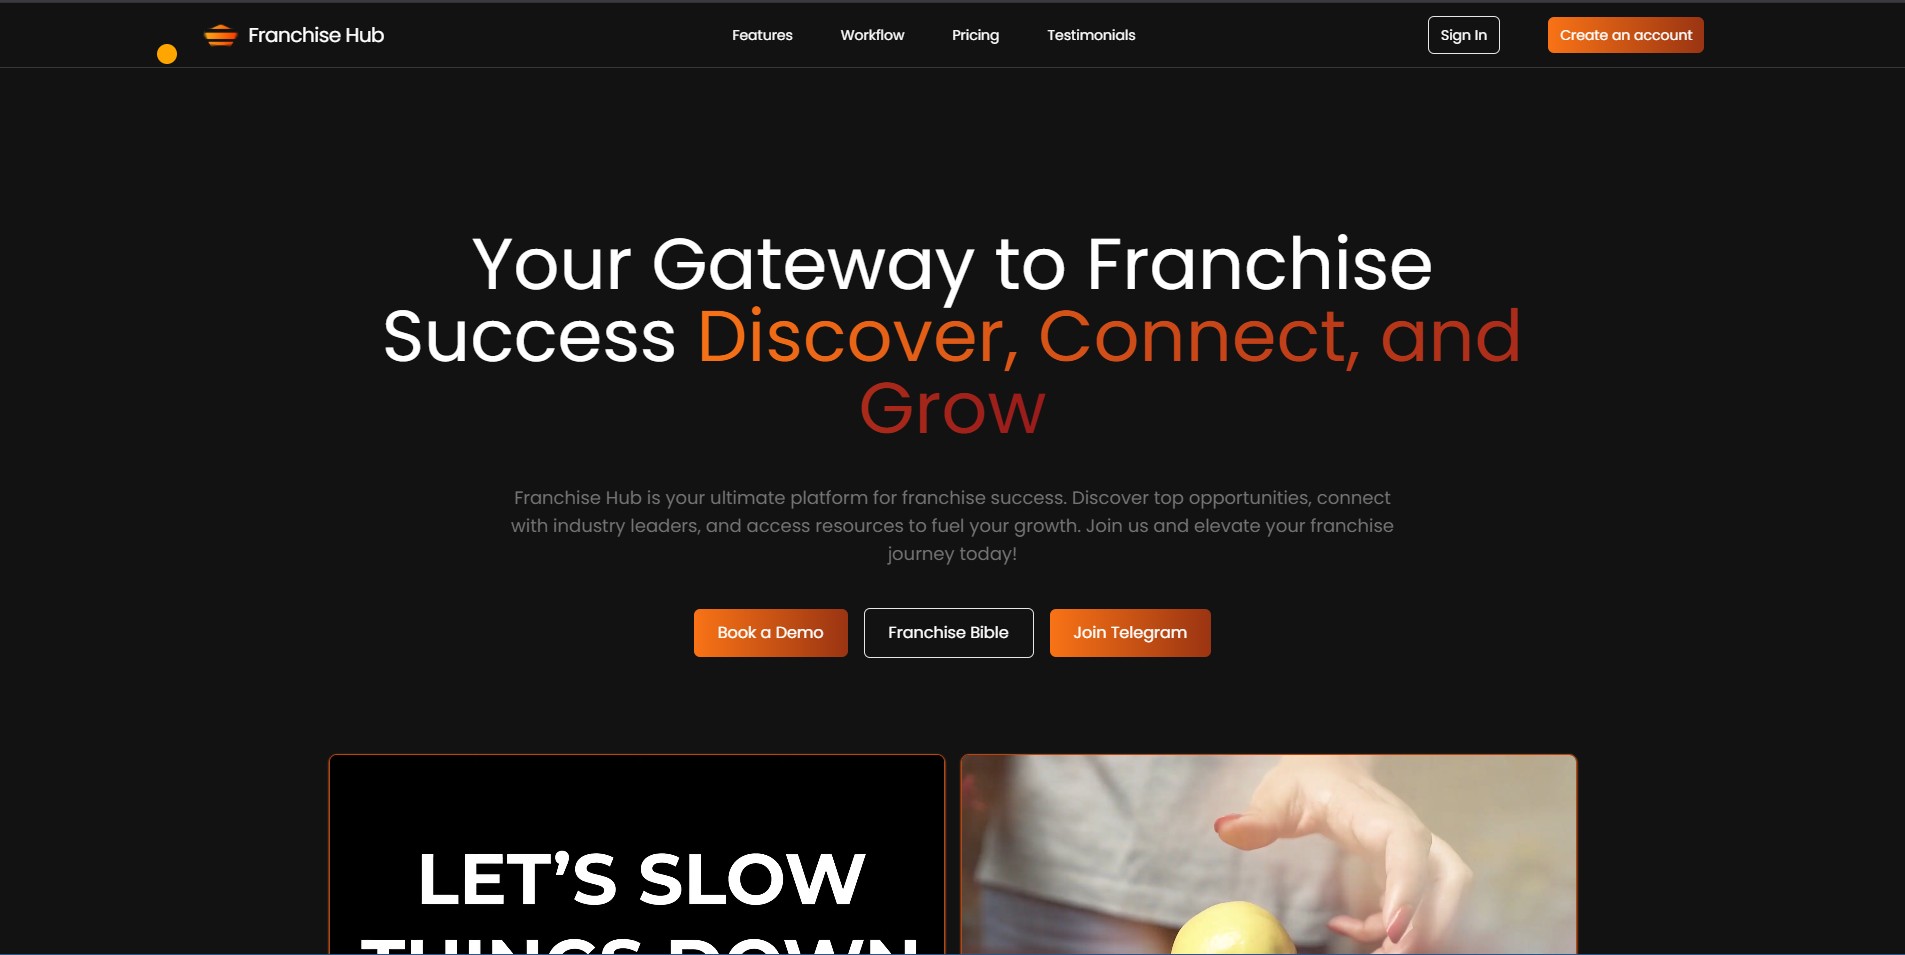 Franchise Hub
Features
Workflow
Pricing
Testimonials
Sign In
Create an account
Your Gateway to Franchise
Success Discover, Connect, and
Grow
Franchise Hub is your ultimate platform for franchise success. Discover top opportunities, connect
with industry leaders, and access resources to fuel your growth. Join us and elevate your franchise
journey today!
Book a Demo
Franchise Bible
Join Telegram
LET’S SLOW
THINGS DOWN